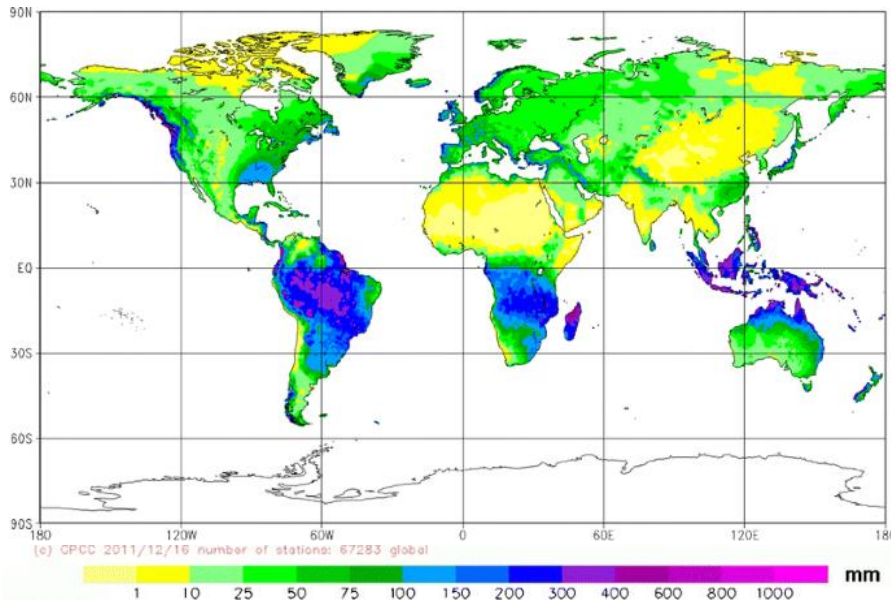 90N
60N
30N
EQ
30S
60S
90S
180 120W 60W 0 60E 120E 180
(c) GPCC 2011/12/16 number of stations: 67283 global
1 10 25 50 75 100 150 200 300 400 600 800 1000 mm